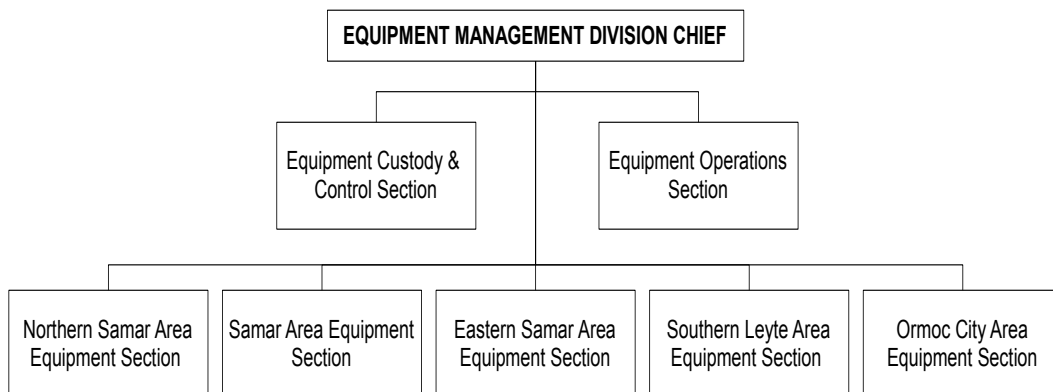 EQUIPMENT MANAGEMENT DIVISION CHIEF
Equipment Custody &
Control Section
Equipment Operations
Section
Northern Samar Area
Equipment Section
Samar Area Equipment
Section
Eastern Samar Area
Equipment Section
Southern Leyte Area
Equipment Section
Ormoc City Area
Equipment Section